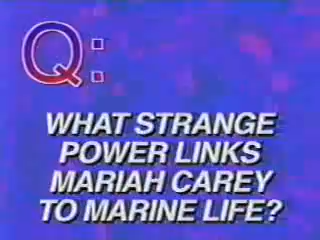 Q:
WHAT STRANGE
POWER LINKS
MARIAH CAREY
TO MARINE LIFE?